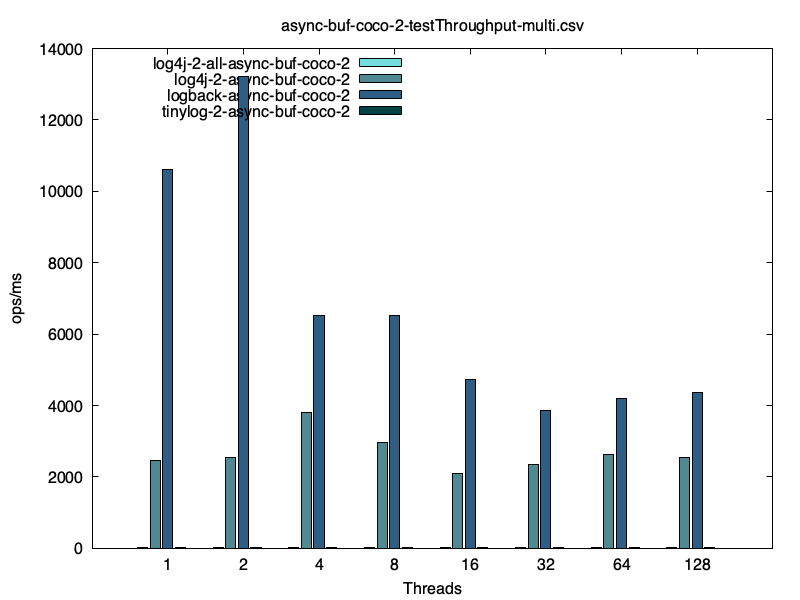 async-buf-coco-2-testThroughput-multi.csv
14000
12000
10000
8000
6000
4000
2000
0
ops/ms
log4j-2-all-async-buf-coco-2
log4j-2-async-buf-coco-2
logback-async-buf-coco-2
tinylog-2-async-buf-coco-2
1 2 4 8 16 32 64 128
Threads